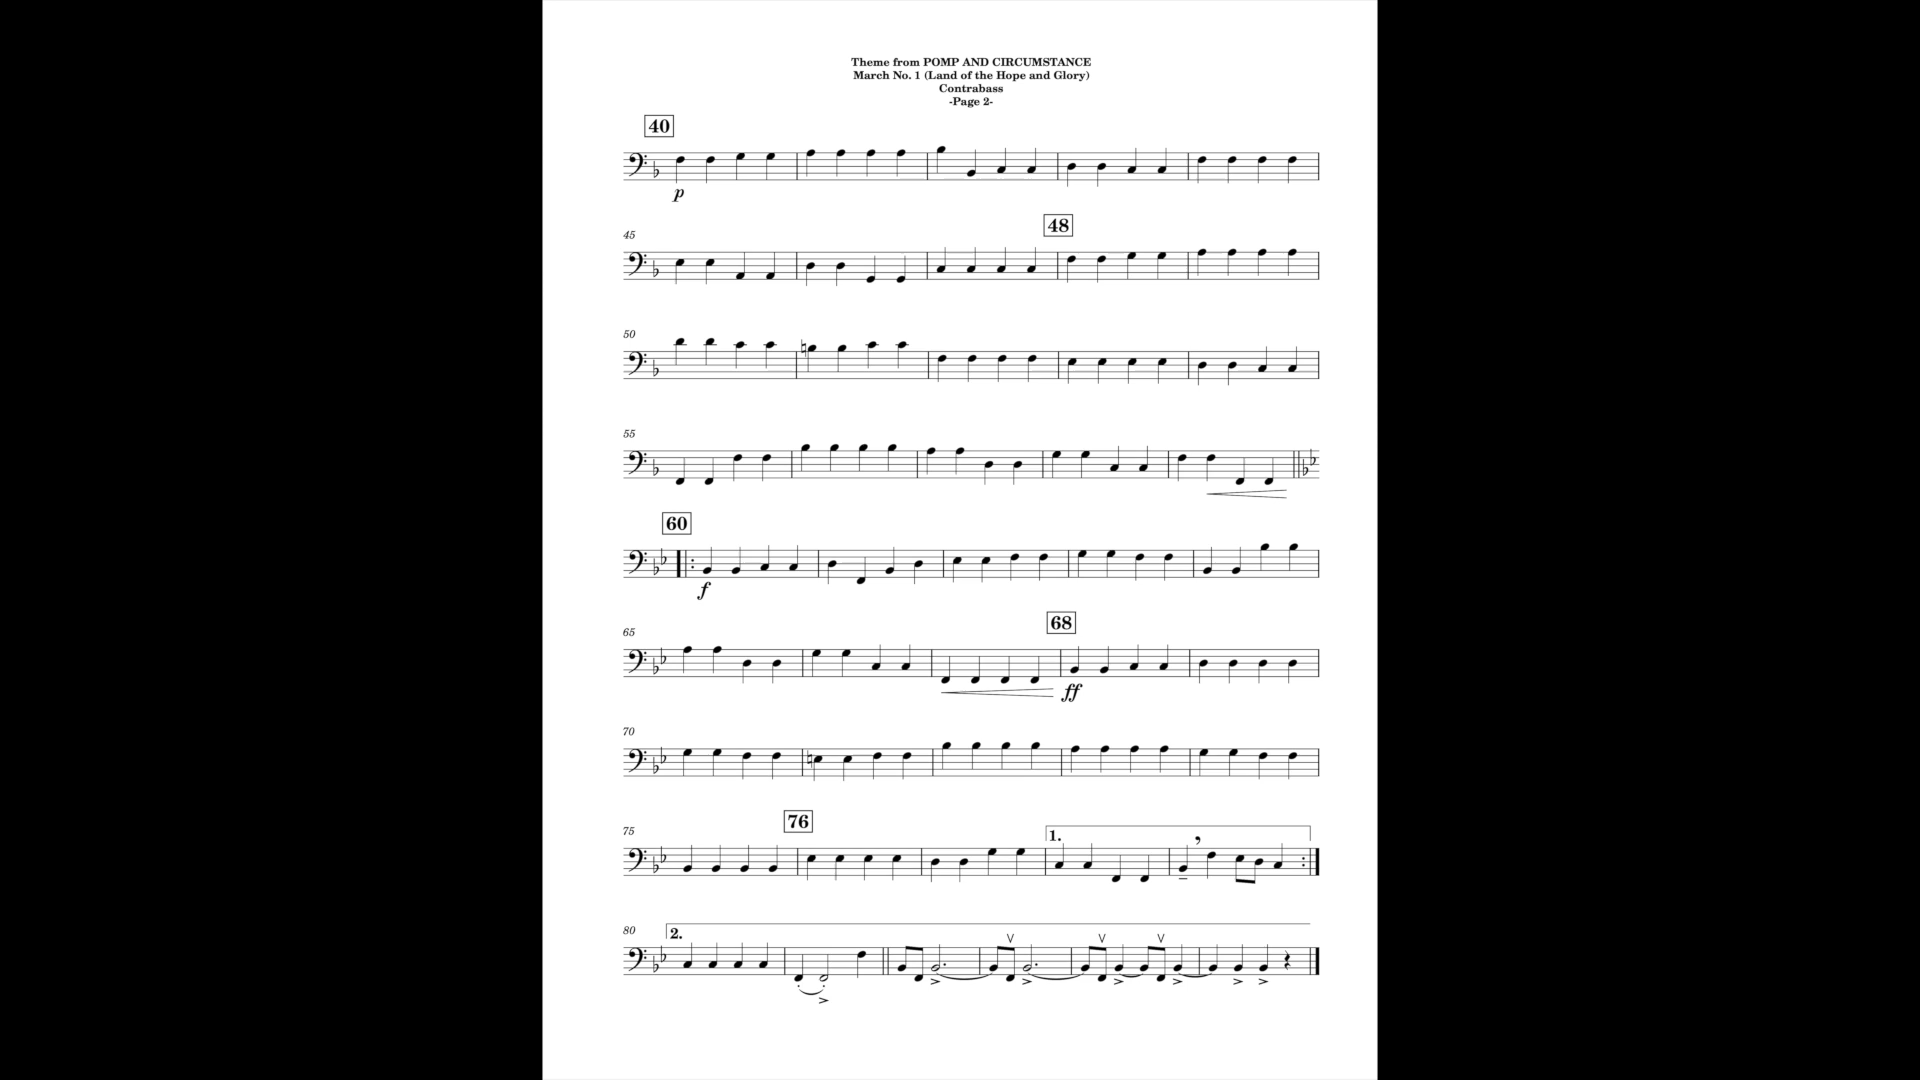 Theme from POMP AND CIRCUMSTANCE
March No. 1 (Land of the Hope and Glory)
Contrabass
-Page 2-
40
p
45
48
50
55
60
f
65
68
ff
70
75
76
1.
80
2.